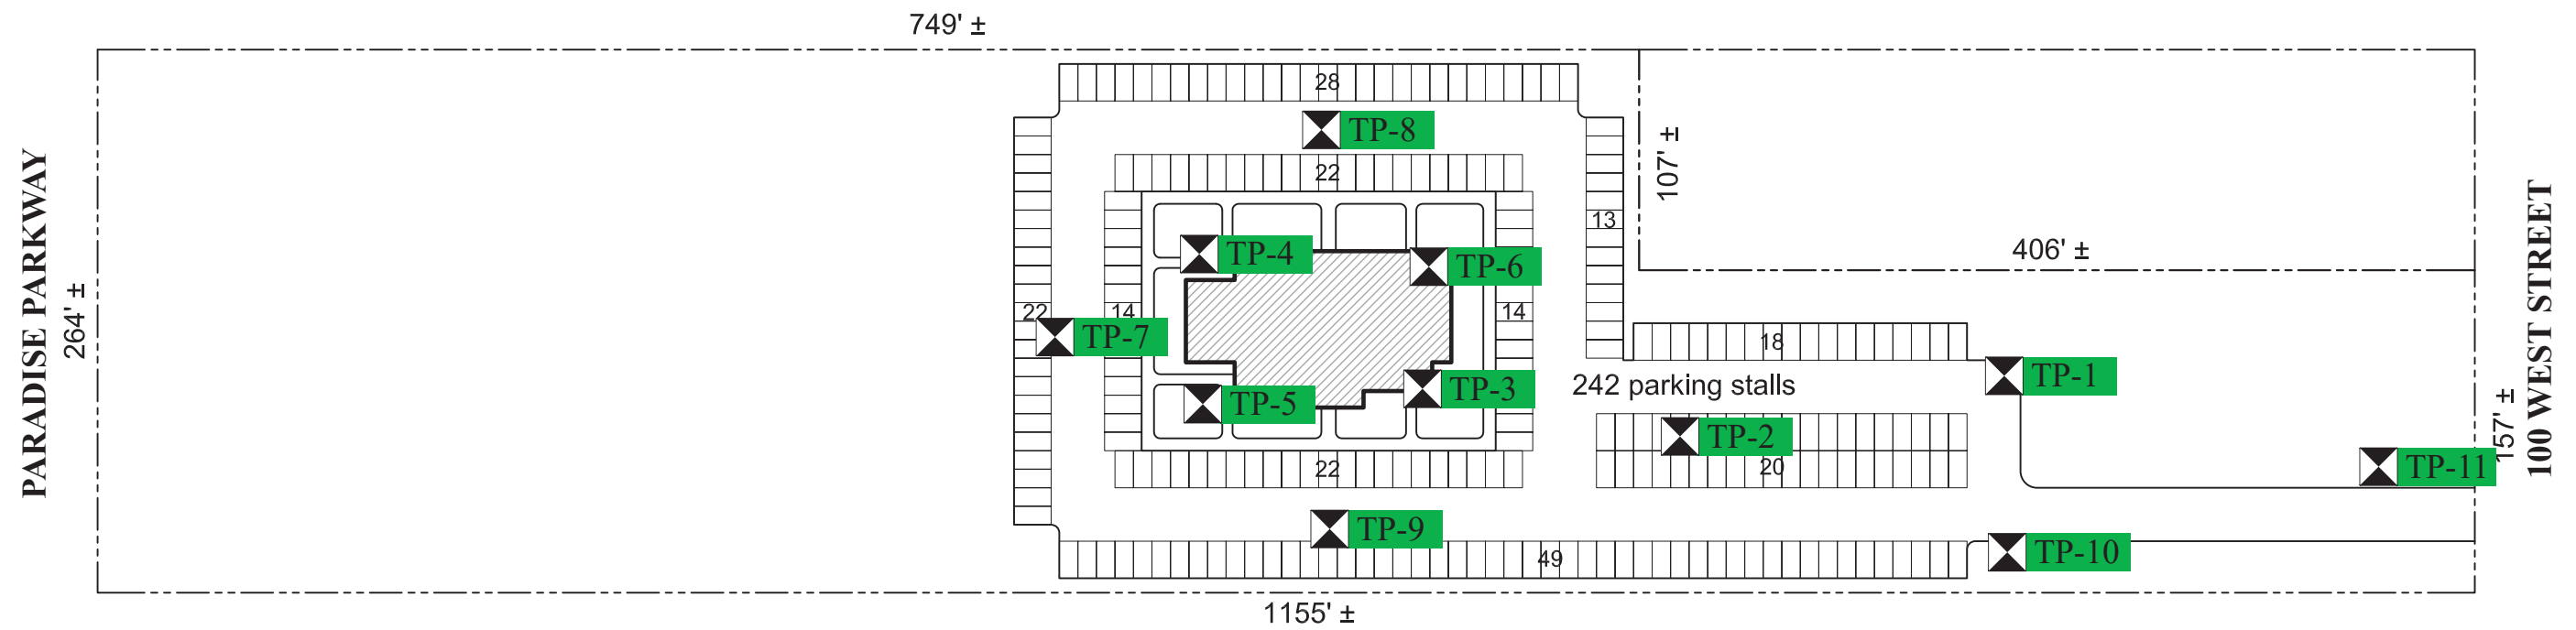 749' ±
28
TP-8
22
107' ±
13
406' ±
TP-4
TP-6
PARADISE PARKWAY
264' ±
22
14
14
TP-7
18
242 parking stalls
TP-1
TP-5
TP-3
TP-2
157' ±
100 WEST STREET
22
20
TP-11
TP-9
49
TP-10
1155' ±